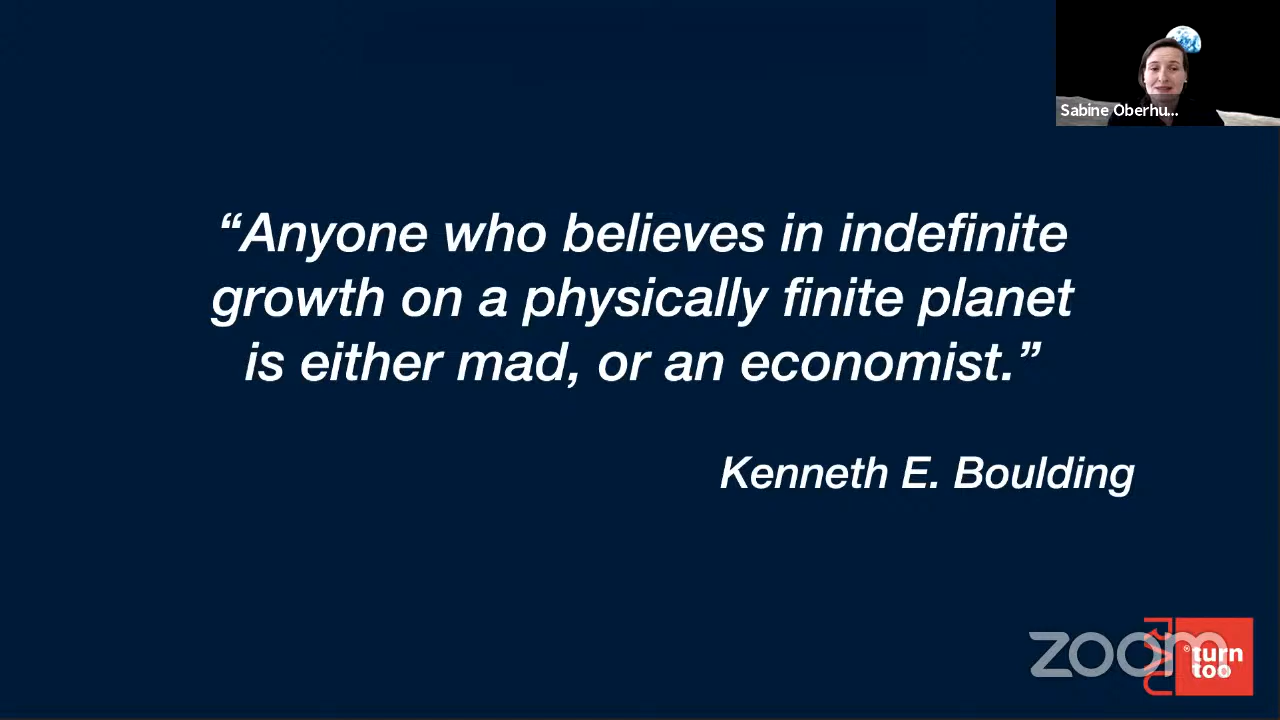 Sabine Oberhu...
“Anyone who believes in indefinite
growth on a physically finite planet
is either mad, or an economist.”
Kenneth E. Boulding
zoom
RAU
©turn
too